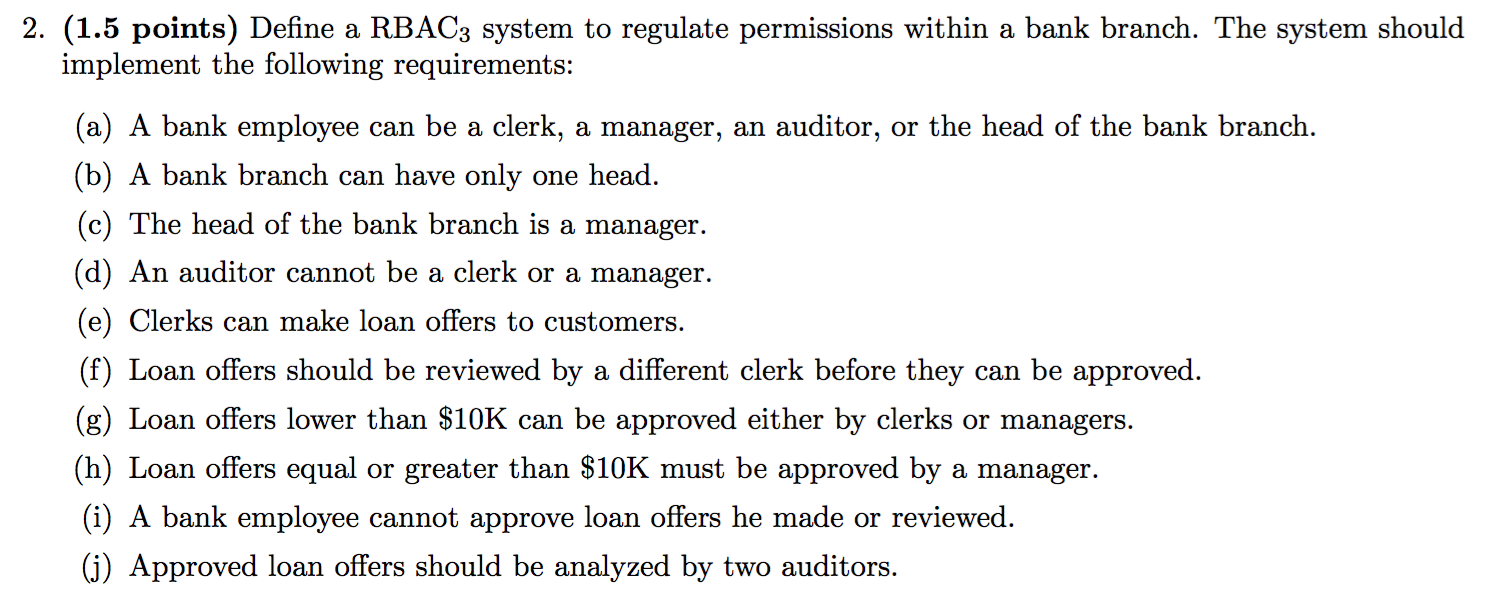 2. (1.5 points) Define a RBAC₃ system to regulate permissions within a bank branch. The system should
implement the following requirements:
(a) A bank employee can be a clerk, a manager, an auditor, or the head of the bank branch.
(b) A bank branch can have only one head.
(c) The head of the bank branch is a manager.
(d) An auditor cannot be a clerk or a manager.
(e) Clerks can make loan offers to customers.
(f) Loan offers should be reviewed by a different clerk before they can be approved.
(g) Loan offers lower than $10K can be approved either by clerks or managers.
(h) Loan offers equal or greater than $10K must be approved by a manager.
(i) A bank employee cannot approve loan offers he made or reviewed.
(j) Approved loan offers should be analyzed by two auditors.